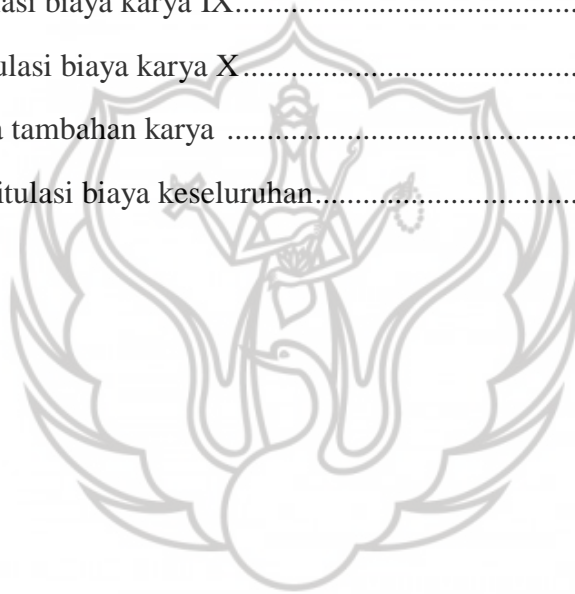 asi biaya karya IX.......................................
ulasi biaya karya X......................................
tambahan karya .......................................
itulasi biaya keseluruhan...............................